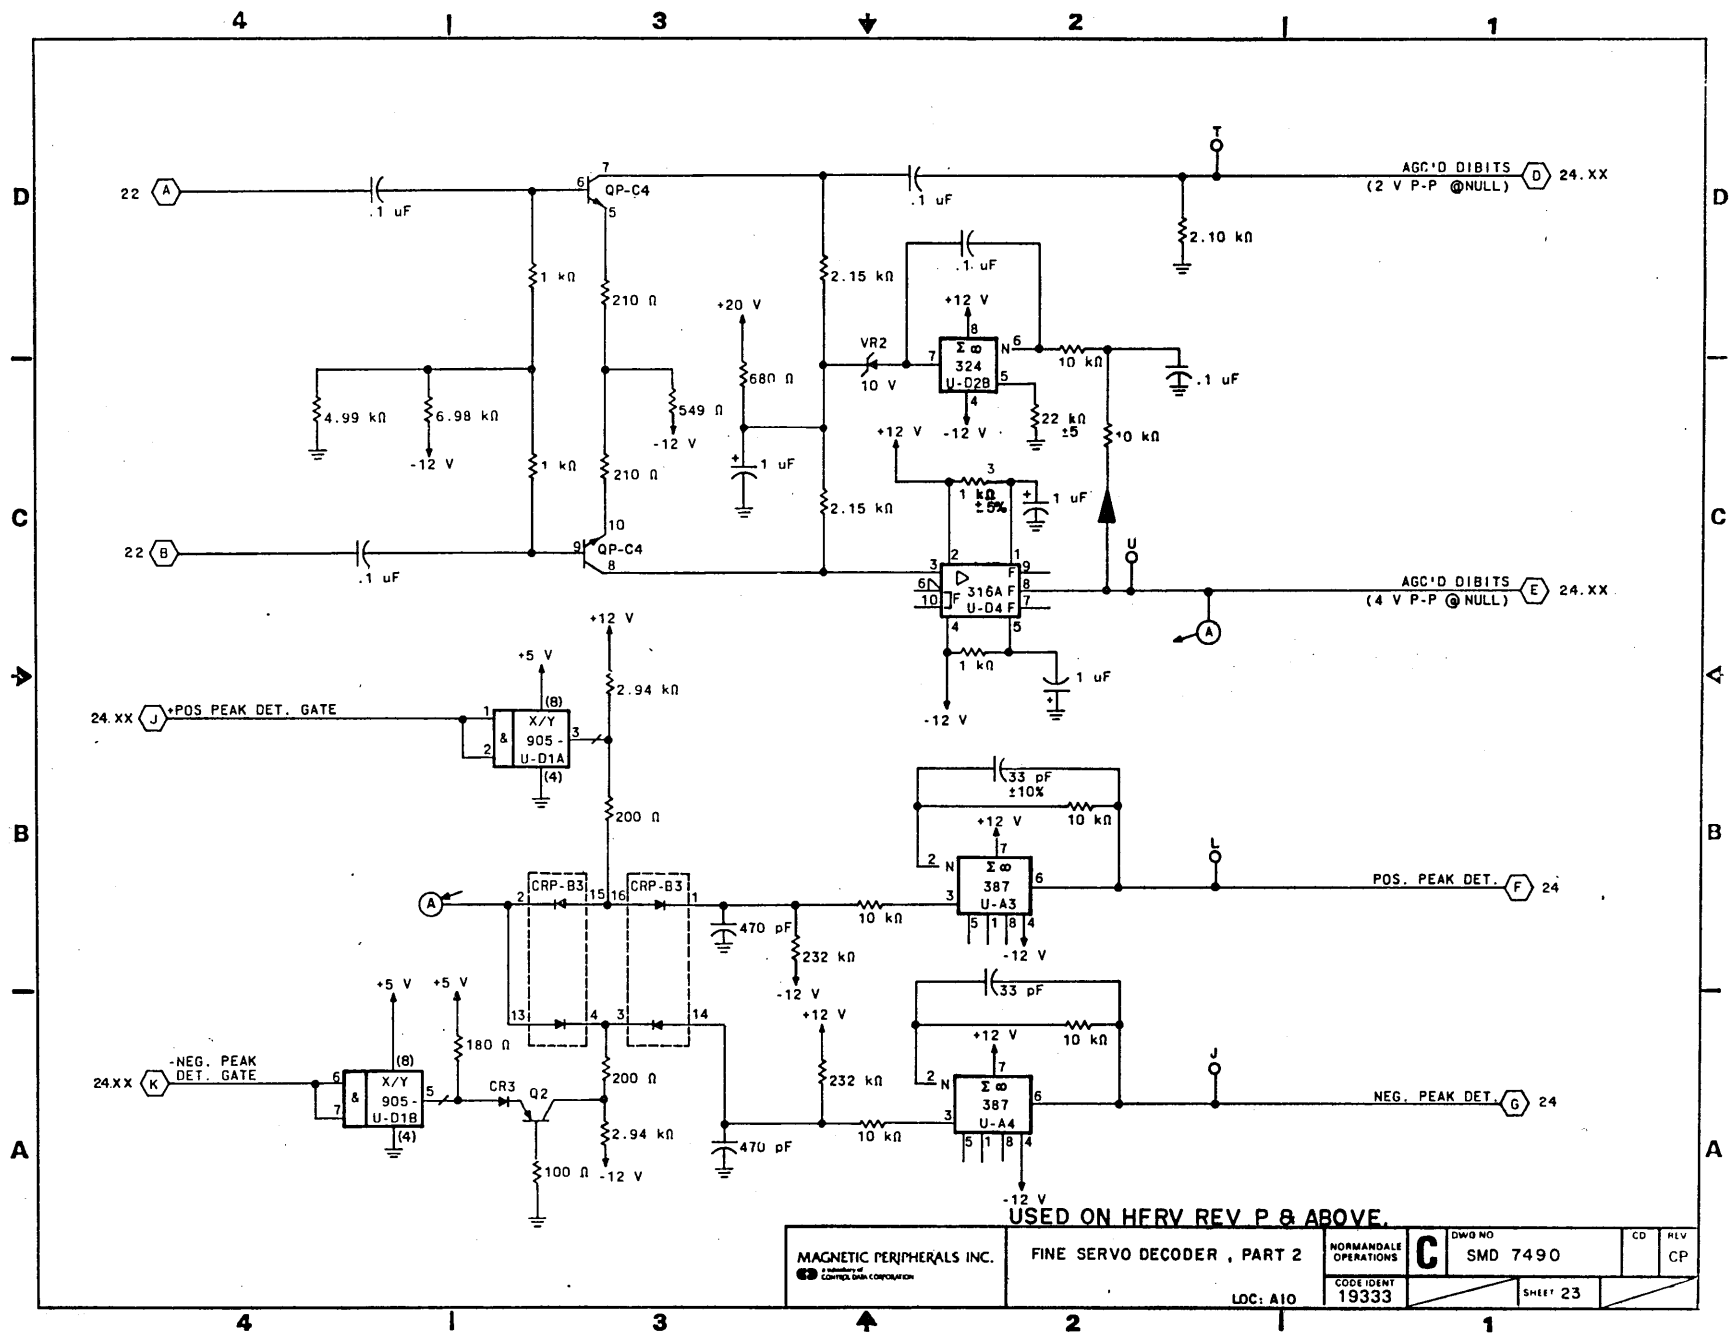 4
3
2
1
D
D
T
22 A
.1 uF
6
7
QP-C4
5
.1 uF
AGC'D DIBITS
(2 V P-P @NULL)
D 24.XX
2.10 kΩ
1 kΩ
210 Ω
+20 V
2.15 kΩ
.1 uF
+12 V
8
VR2
10 V
7
Σ ∞
324
U-D2B
N 6
5
4
-12 V
10 kΩ
.1 uF
4.99 kΩ
6.98 kΩ
-12 V
680 Ω
549 Ω
-12 V
22 kΩ
±5
10 kΩ
1 kΩ
210 Ω
+ 1 uF
+12 V
3
1 kΩ
±5%
+ 1 uF
2.15 kΩ
C
C
22 B
.1 uF
9
10
QP-C4
8
2
1
3
6
10
F
316A
U-D4
F 9
F 8
F 7
4
5
U
AGC'D DIBITS
(4 V P-P @NULL)
E 24.XX
A
1 kΩ
1 uF
+
-12 V
+12 V
2.94 kΩ
+5 V
(8)
24.XX J +POS PEAK DET. GATE
1
2
&
X/Y
905 -
U-D1A
3
(4)
200 Ω
B
B
33 pF
±10%
10 kΩ
+12 V
7
2 N
Σ ∞
387
U-A3
3
6
5 1 8 4
-12 V
L
POS. PEAK DET. F 24
A
2
CRP-B3
15
16
CRP-B3
1
470 pF
232 kΩ
-12 V
10 kΩ
13
4
3
14
+12 V
232 kΩ
33 pF
10 kΩ
+12 V
7
2 N
Σ ∞
387
U-A4
3
6
5 1 8 4
-12 V
J
NEG. PEAK DET. G 24
+5 V
+5 V
180 Ω
24.XX K
-NEG. PEAK
DET. GATE
6
7
&
(8)
X/Y
905 -
U-D1B
5
(4)
CR3
Q2
200 Ω
2.94 kΩ
-12 V
100 Ω
470 pF
10 kΩ
A
A
USED ON HFRV REV P & ABOVE.
MAGNETIC PERIPHERALS INC.
a subsidiary of
CONTROL DATA CORPORATION
FINE SERVO DECODER , PART 2
LOC: A10
NORMANDALE
OPERATIONS
C
DWG NO
SMD 7490
CD
REV
CP
CODE IDENT
19333
SHEET 23
4
3
2
1